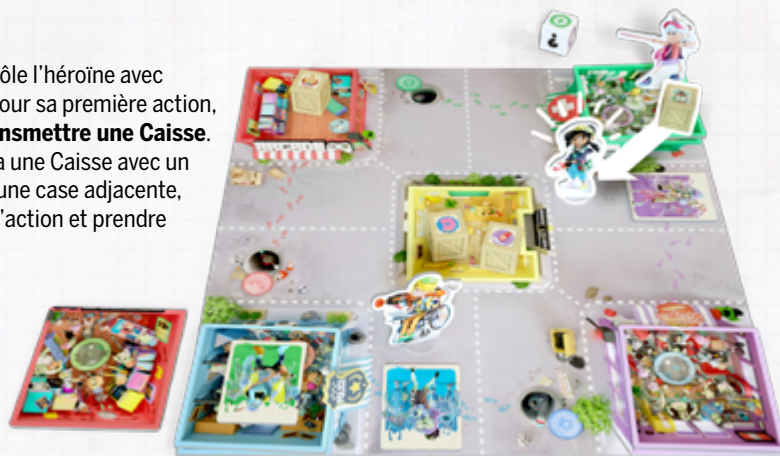 ôle l'héroïne avec
our sa première action,
nsmettre une Caisse.
a une Caisse avec un
une case adjacente,
'action et prendre